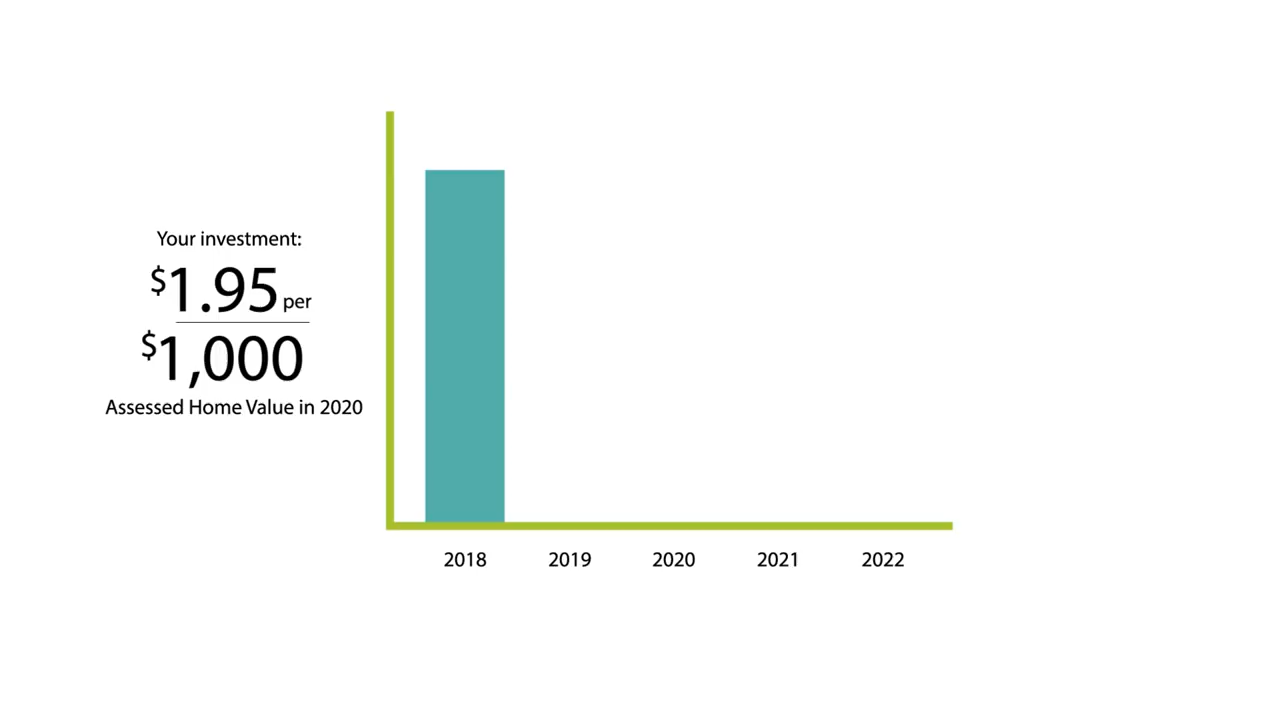 Your investment:
$1.95 per
$1,000
Assessed Home Value in 2020
2018 2019 2020 2021 2022